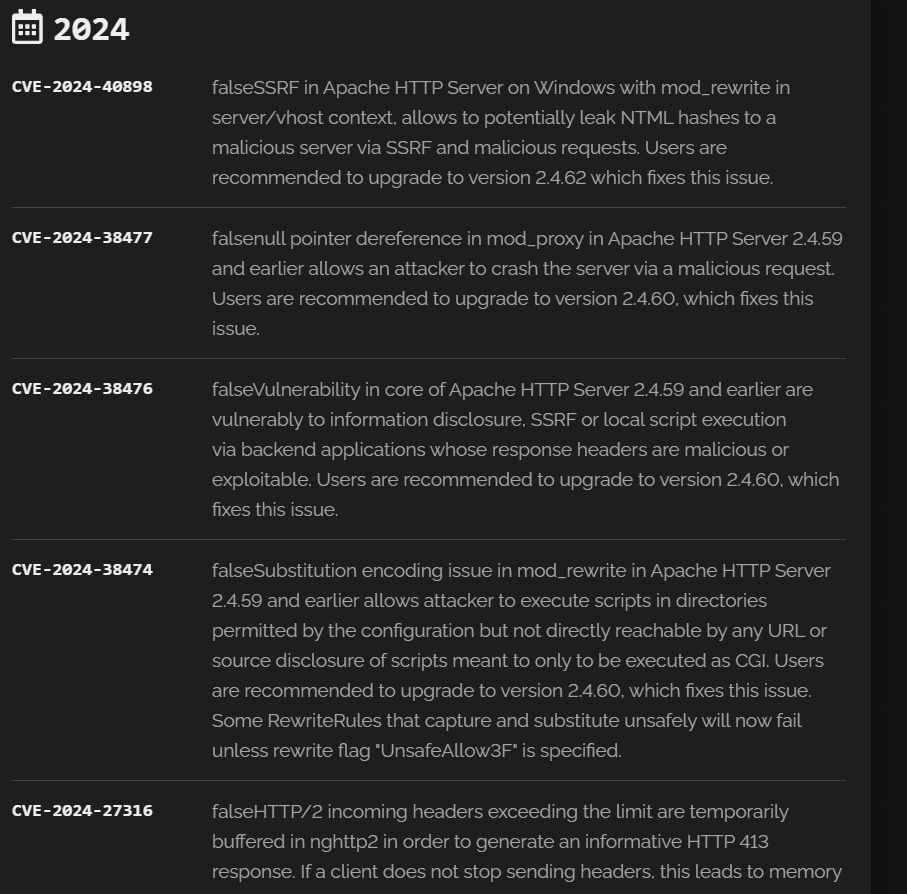 2024
CVE-2024-40898
falseSSRF in Apache HTTP Server on Windows with mod_rewrite in
server/vhost context, allows to potentially leak NTML hashes to a
malicious server via SSRF and malicious requests. Users are
recommended to upgrade to version 2.4.62 which fixes this issue.
CVE-2024-38477
falsenull pointer dereference in mod_proxy in Apache HTTP Server 2.4.59
and earlier allows an attacker to crash the server via a malicious request.
Users are recommended to upgrade to version 2.4.60, which fixes this
issue.
CVE-2024-38476
falseVulnerability in core of Apache HTTP Server 2.4.59 and earlier are
vulnerably to information disclosure, SSRF or local script execution
via backend applications whose response headers are malicious or
exploitable. Users are recommended to upgrade to version 2.4.60, which
fixes this issue.
CVE-2024-38474
falseSubstitution encoding issue in mod_rewrite in Apache HTTP Server
2.4.59 and earlier allows attacker to execute scripts in directories
permitted by the configuration but not directly reachable by any URL or
source disclosure of scripts meant to only to be executed as CGI. Users
are recommended to upgrade to version 2.4.60, which fixes this issue.
Some RewriteRules that capture and substitute unsafely will now fail
unless rewrite flag "UnsafeAllow3F" is specified.
CVE-2024-27316
falseHTTP/2 incoming headers exceeding the limit are temporarily
buffered in nghttp2 in order to generate an informative HTTP 413
response. If a client does not stop sending headers, this leads to memory